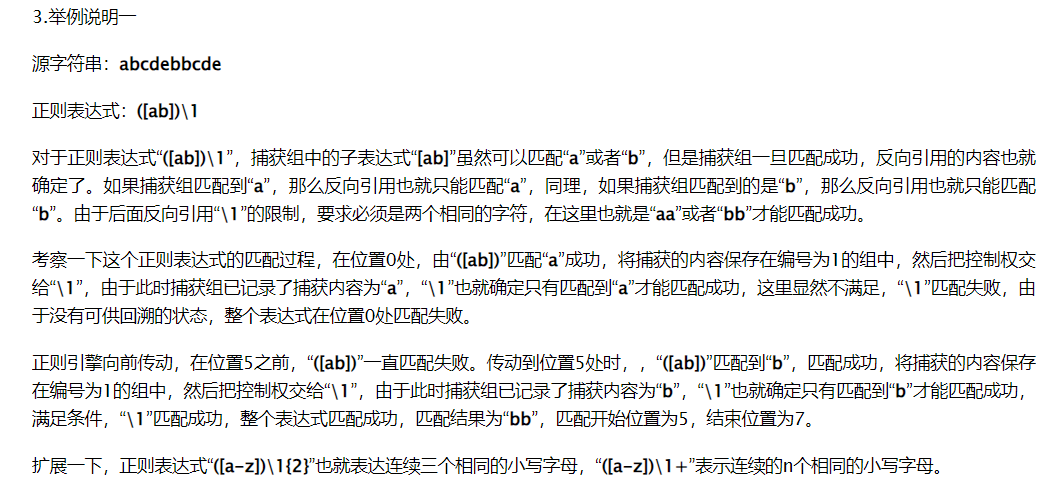 3.举例说明一
源字符串：abcdebbcde
正则表达式：([ab])\1
对于正则表达式“([ab])\1”，捕获组中的子表达式“[ab]”虽然可以匹配“a”或者“b”，但是捕获组一旦匹配成功，反向引用的内容也就
确定了。如果捕获组匹配到“a”，那么反向引用也就只能匹配“a”，同理，如果捕获组匹配到的是“b”，那么反向引用也就只能匹配
“b”。由于后面反向引用“\1”的限制，要求必须是两个相同的字符，在这里也就是“aa”或者“bb”才能匹配成功。
考察一下这个正则表达式的匹配过程，在位置0处，由“([ab])”匹配“a”成功，将捕获的内容保存在编号为1的组中，然后把控制权交
给“\1”，由于此时捕获组已记录了捕获内容为“a”，“\1”也就确定只有匹配到“a”才能匹配成功，这里显然不满足，“\1”匹配失败，由
于没有可供回溯的状态，整个表达式在位置0处匹配失败。
正则引擎向前传动，在位置5之前，“([ab])”一直匹配失败。传动到位置5处时，，“([ab])”匹配到“b”，匹配成功，将捕获的内容保存
在编号为1的组中，然后把控制权交给“\1”，由于此时捕获组已记录了捕获内容为“b”，“\1”也就确定只有匹配到“b”才能匹配成功，
满足条件，“\1”匹配成功，整个表达式匹配成功，匹配结果为“bb”，匹配开始位置为5，结束位置为7。
扩展一下，正则表达式“([a-z])\1{2}”也就表达连续三个相同的小写字母，“([a-z])\1+”表示连续的n个相同的小写字母。